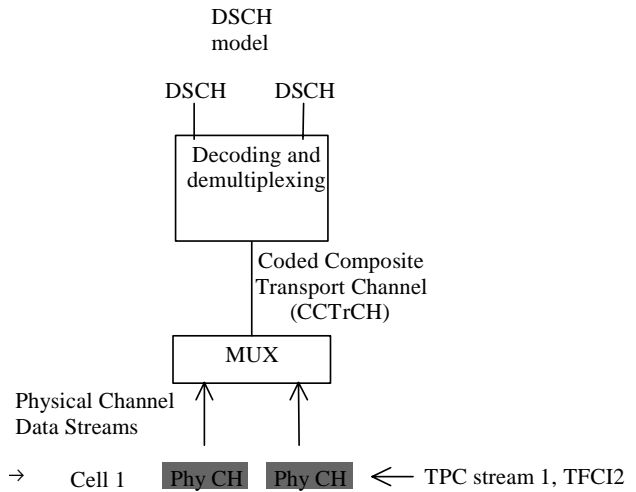 DSCH
model
DSCH DSCH
Decoding and
demultiplexing
Coded Composite
Transport Channel
(CCTrCH)
MUX
Physical Channel
Data Streams
→ Cell 1 Phy CH Phy CH TPC stream 1, TFCI2